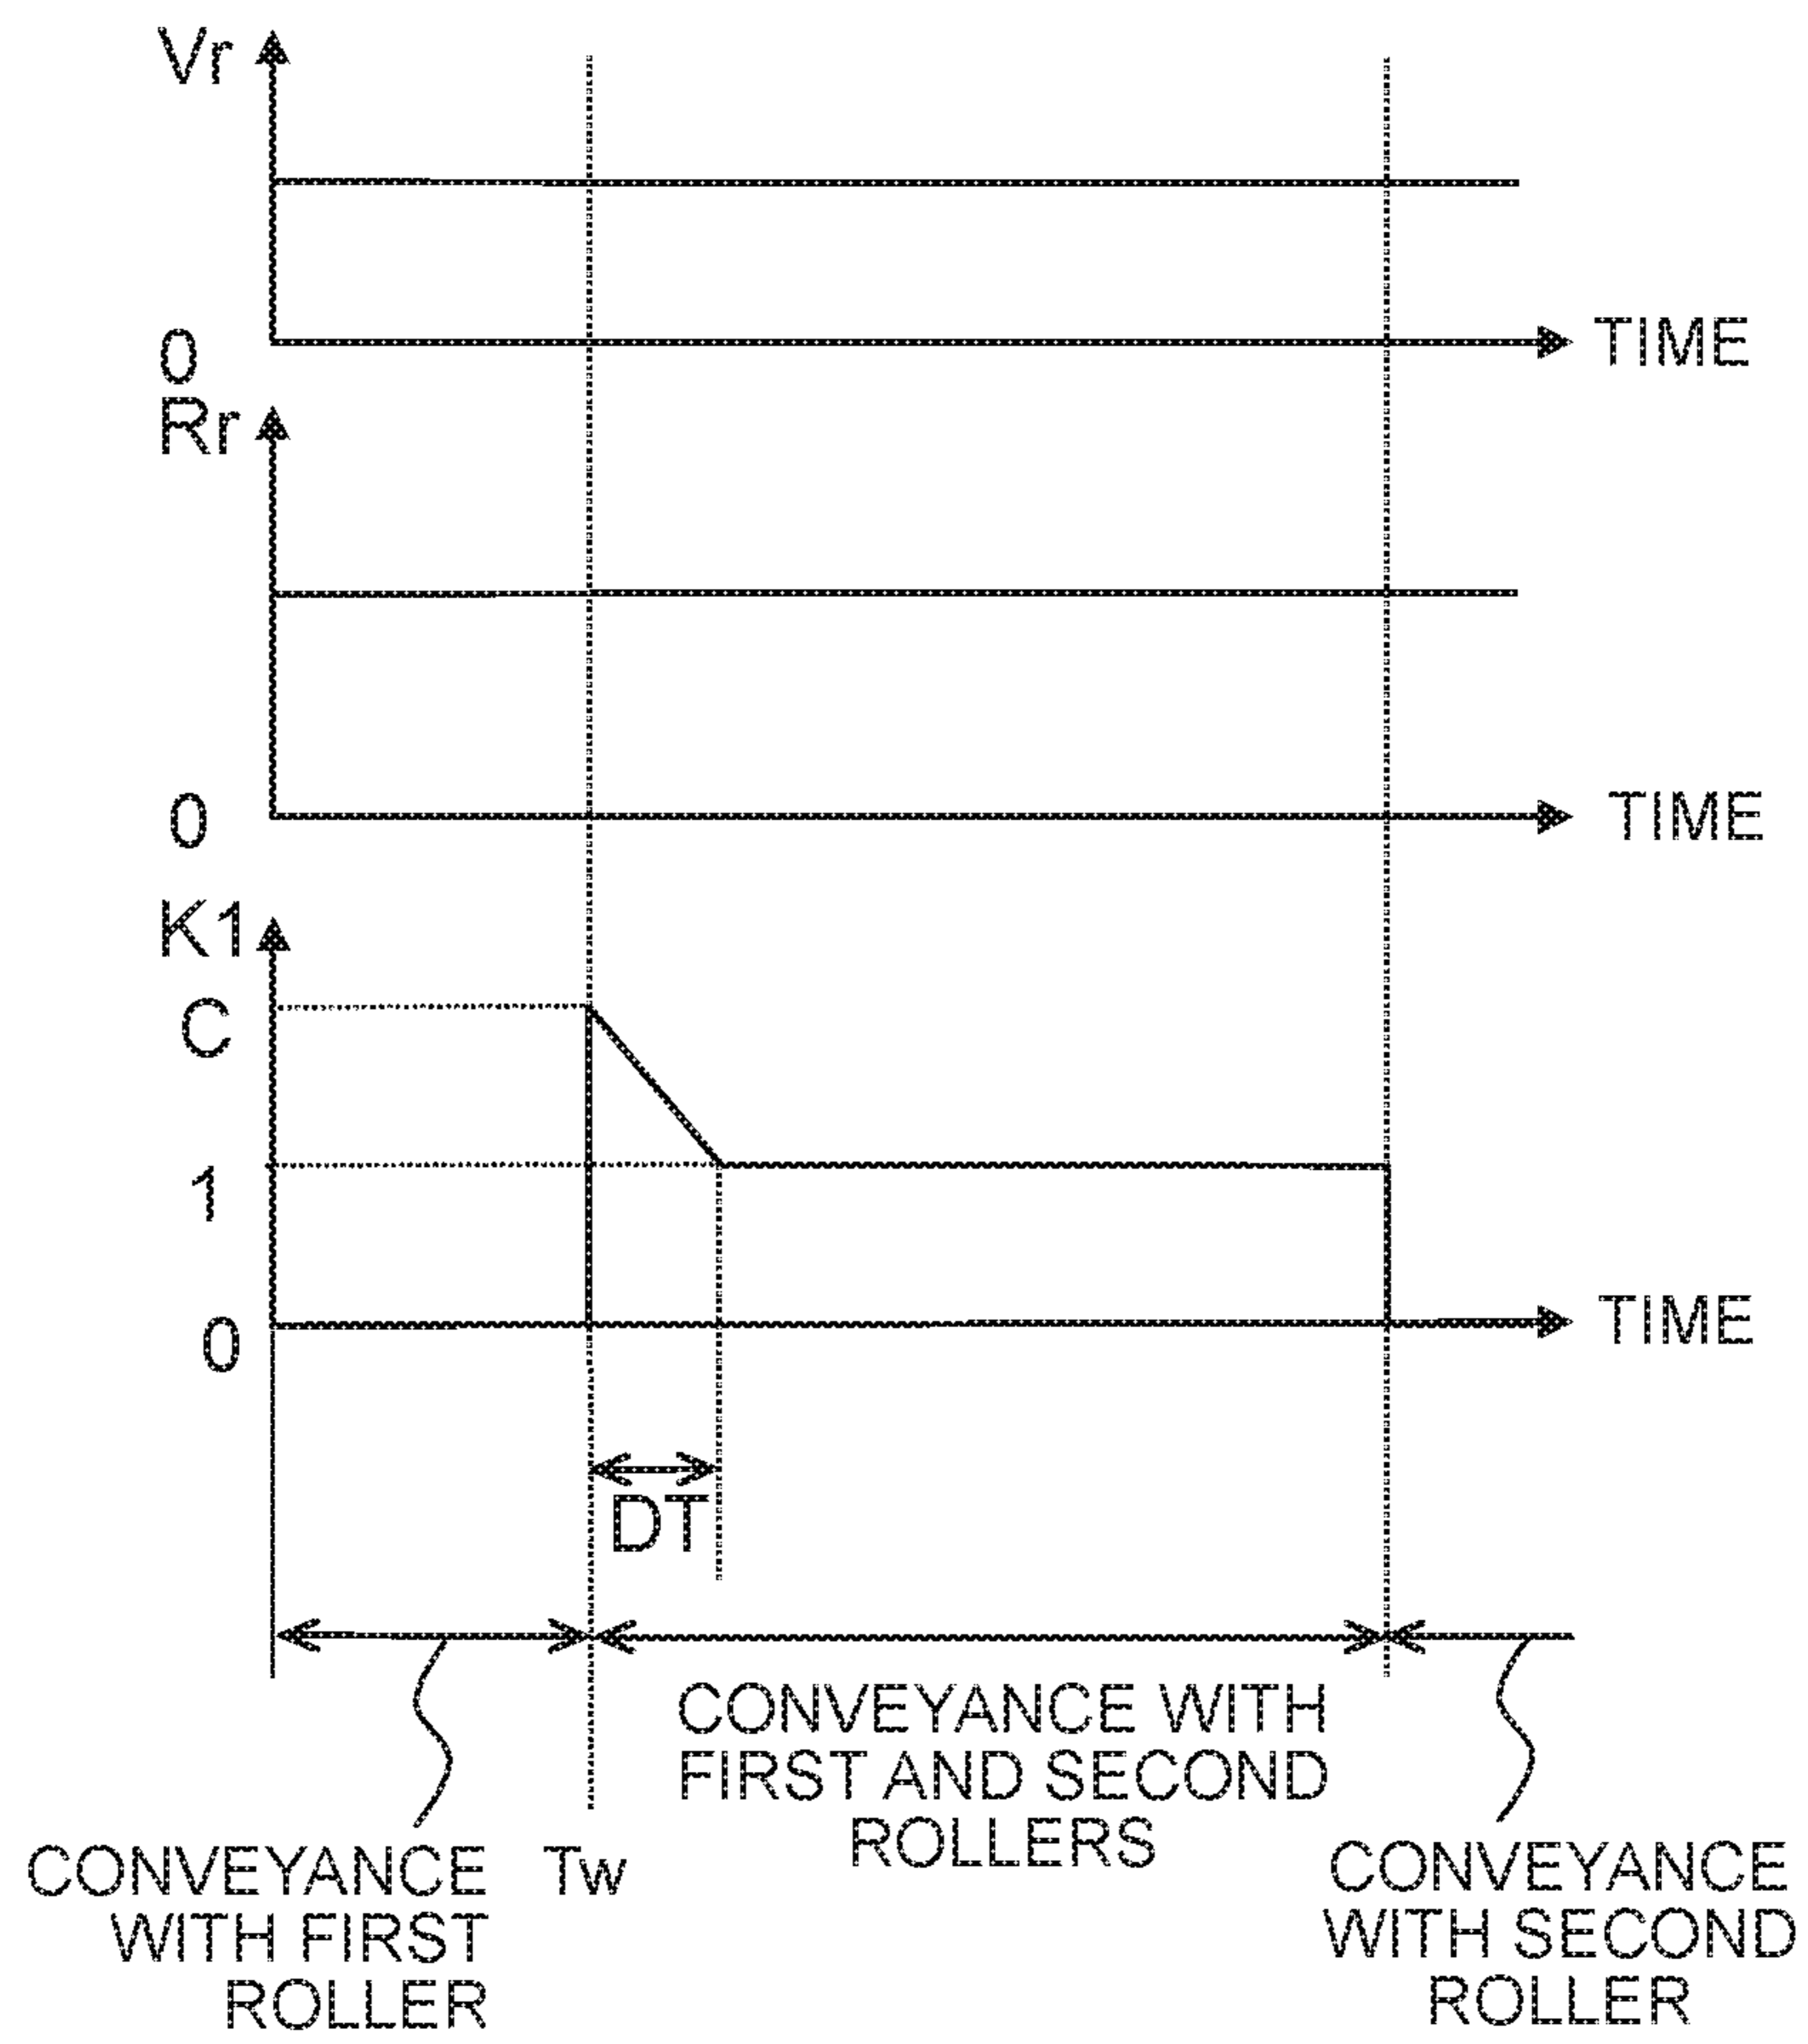 Vr
0
TIME
Rr
0
TIME
K1
C
1
0
TIME
DT
CONVEYANCE WITH
FIRST AND SECOND
ROLLERS
CONVEYANCE
WITH FIRST
ROLLER
Tw
CONVEYANCE
WITH SECOND
ROLLER